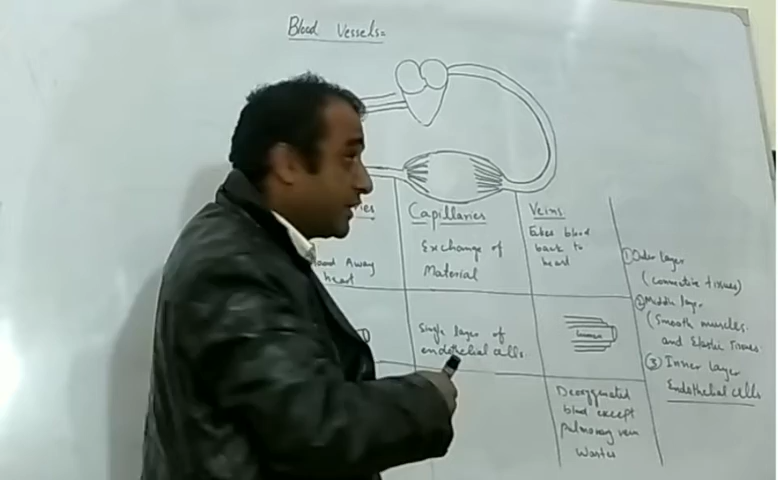 Blood Vessels=
ries
Capillaries
Veins
Blood Away
heart
Exchange of
Material
Takes blood
back to
heart
Single layer of
endothelial cells.
lumen
Deoxygenated
blood except
pulmonary vein
Wastes
① Outer layer
(connective tissues)
② Middle layer
(Smooth muscles
and Elastic tissues
③ Inner layer
Endothelial cells